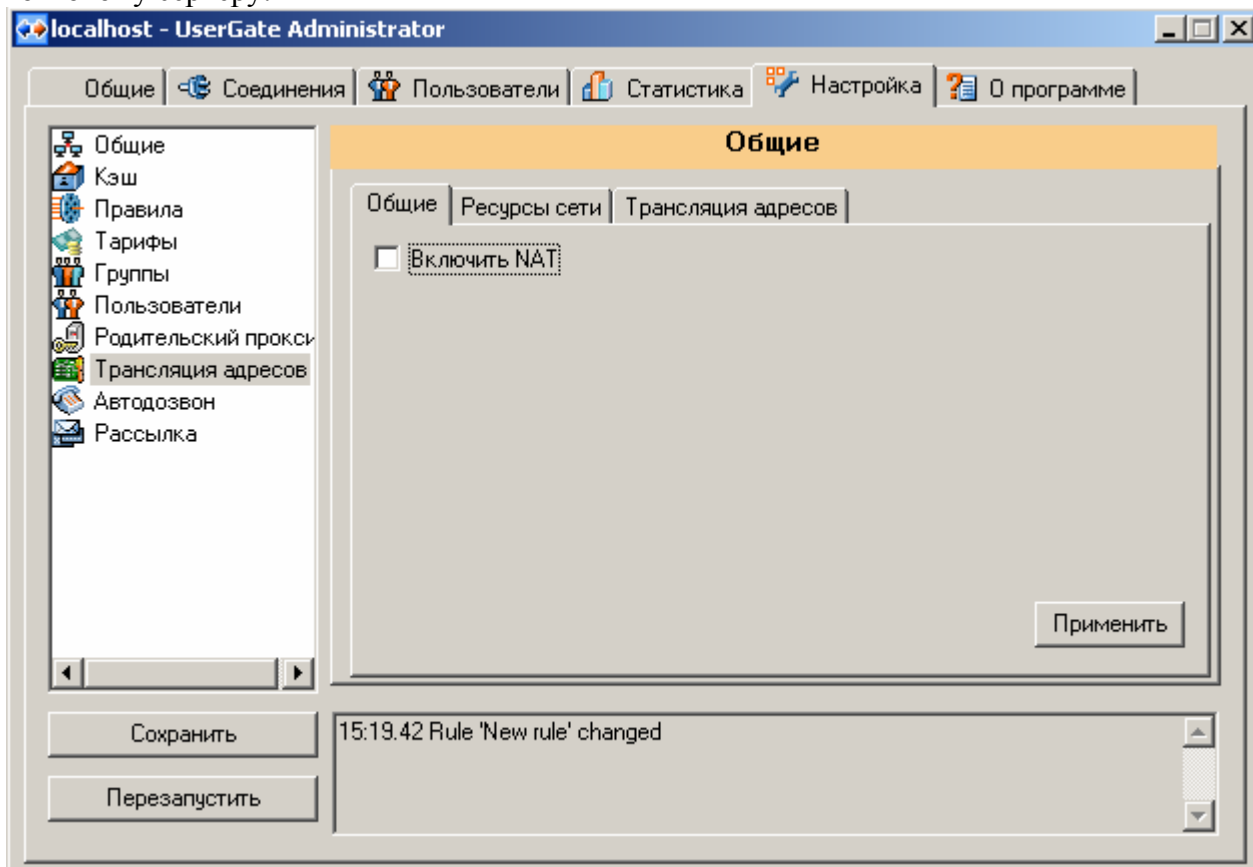 localhost - UserGate Administrator
Общие Соединения Пользователи Статистика Настройка О программе
Общие
Кэш
Правила
Тарифы
Группы
Пользователи
Родительский прокси
Трансляция адресов
Автодозвон
Рассылка
Общие
Общие Ресурсы сети Трансляция адресов
Включить NAT
Применить
Сохранить
Перезапустить
15:19.42 Rule 'New rule' changed